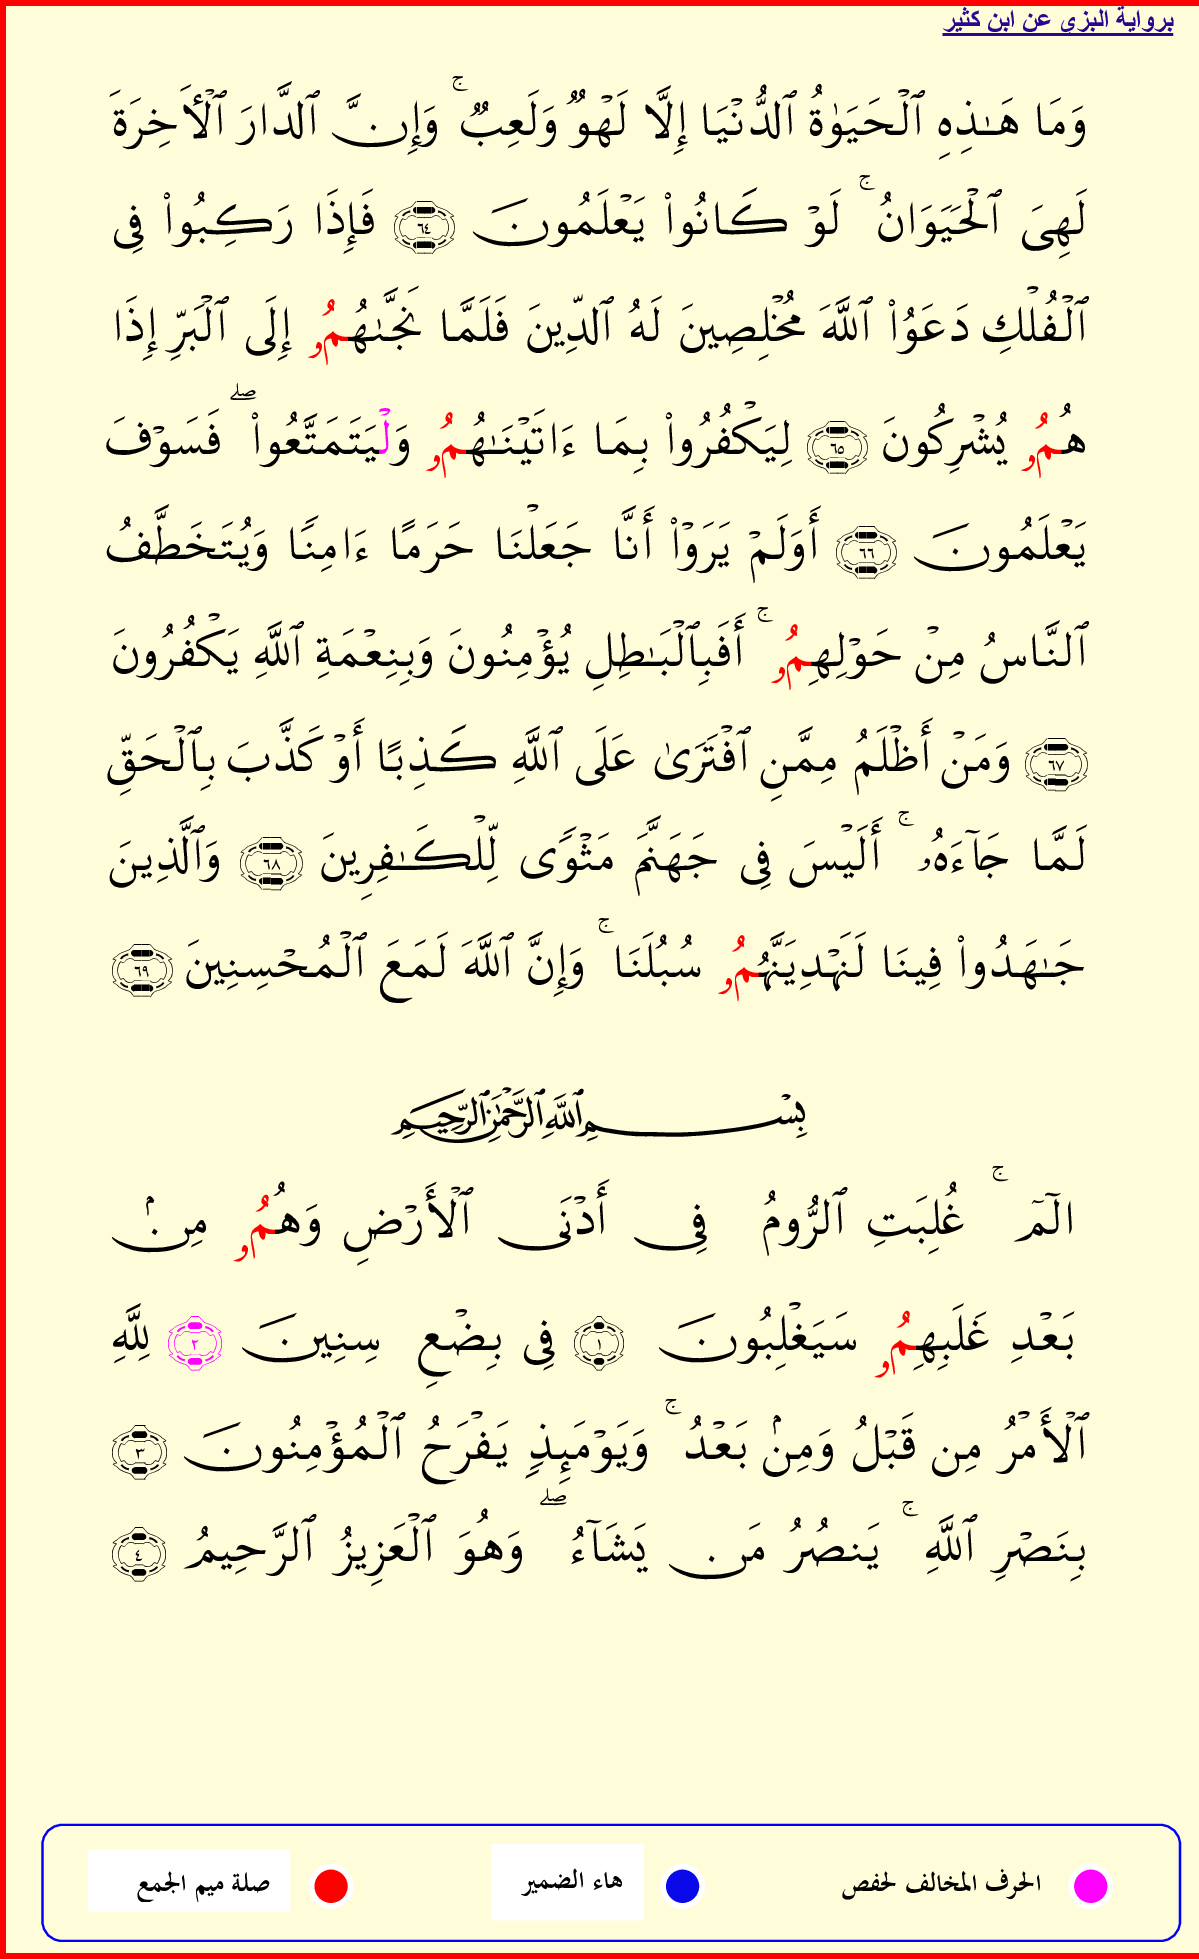 برواية البزي عن ابن كثير
وَمَا هَـٰذِهِ ٱلْحَيَوٰةُ ٱلدُّنْيَا إِلَّا لَهْوٌ وَلَعِبٌ ۚ وَإِنَّ ٱلدَّارَ ٱلْأَخِرَةَ
لَهِىَ ٱلْحَيَوَانُ ۚ لَوْ كَانُوا۟ يَعْلَمُونَ ٦٤ فَإِذَا رَكِبُوا۟ فِى
ٱلْفُلْكِ دَعَوُا۟ ٱللَّهَ مُخْلِصِينَ لَهُ ٱلدِّينَ فَلَمَّا نَجَّىٰهُمُۥ إِلَى ٱلْبَرِّ إِذَا
هُمُۥ يُشْرِكُونَ ٦٥ لِيَكْفُرُوا۟ بِمَا ءَاتَيْنَـٰهُمُۥ وَلْيَتَمَتَّعُوا۟ ۖ فَسَوْفَ
يَعْلَمُونَ ٦٦ أَوَلَمْ يَرَوْا۟ أَنَّا جَعَلْنَا حَرَمًا ءَامِنًا وَيُتَخَطَّفُ
ٱلنَّاسُ مِنْ حَوْلِهِمُۥ ۚ أَفَبِٱلْبَـٰطِلِ يُؤْمِنُونَ وَبِنِعْمَةِ ٱللَّهِ يَكْفُرُونَ
٦٧ وَمَنْ أَظْلَمُ مِمَّنِ ٱفْتَرَىٰ عَلَى ٱللَّهِ كَذِبًا أَوْ كَذَّبَ بِٱلْحَقِّ
لَمَّا جَآءَهُۥ ۚ أَلَيْسَ فِى جَهَنَّمَ مَثْوًى لِّلْكَـٰفِرِينَ ٦٨ وَٱلَّذِينَ
جَـٰهَدُوا۟ فِينَا لَنَهْدِيَنَّهُمُۥ سُبُلَنَا ۚ وَإِنَّ ٱللَّهَ لَمَعَ ٱلْمُحْسِنِينَ ٦٩
بِسْمِ ٱللَّهِ ٱلرَّحْمَـٰنِ ٱلرَّحِيمِ
الٓمٓ ۚ غُلِبَتِ ٱلرُّومُ فِى أَدْنَى ٱلْأَرْضِ وَهُمُۥ مِنۢ
بَعْدِ غَلَبِهِمُۥ سَيَغْلِبُونَ ١ فِى بِضْعِ سِنِينَ ٢ لِلَّهِ
ٱلْأَمْرُ مِن قَبْلُ وَمِنۢ بَعْدُ ۚ وَيَوْمَئِذٍ يَفْرَحُ ٱلْمُؤْمِنُونَ ٣
بِنَصْرِ ٱللَّهِ ۚ يَنصُرُ مَن يَشَآءُ ۖ وَهُوَ ٱلْعَزِيزُ ٱلرَّحِيمُ ٤
الحرف المخالف لحفص هاء الضمير صلة ميم الجمع